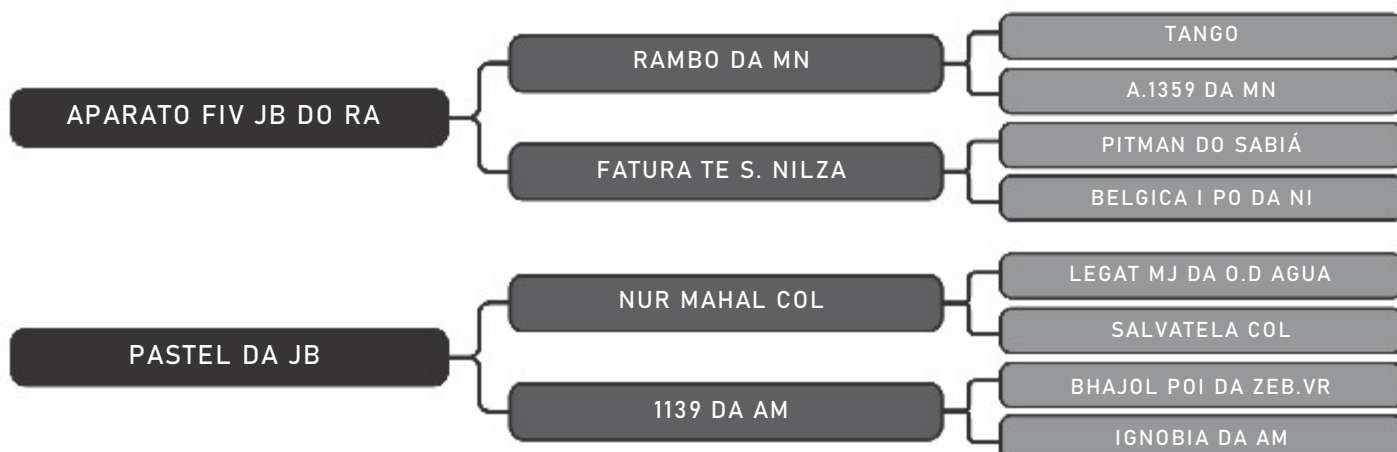 APARATO FIV JB DO RA
RAMBO DA MN
TANGO
A.1359 DA MN
FATURA TE S. NILZA
PITMAN DO SABIÁ
BELGICA I PO DA NI
PASTEL DA JB
NUR MAHAL COL
LEGAT MJ DA O.D AGUA
SALVATELA COL
1139 DA AM
BHAJOL POI DA ZEB.VR
IGNOBIA DA AM